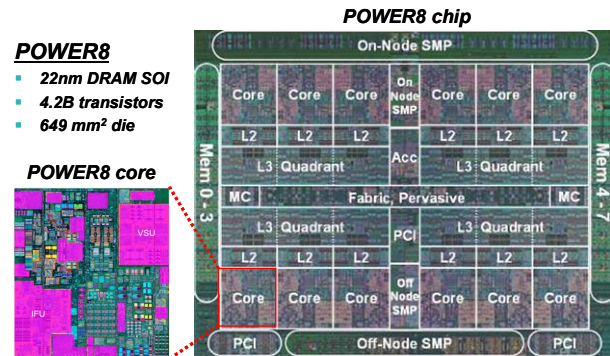 POWER8 chip
POWER8
22nm DRAM SOI
4.2B transistors
649 mm² die
POWER8 core
VSU
IFU
On-Node SMP
Core Core Core On Node SMP Core Core Core
L2 L2 L2 L2 L2 L2
L3 Quadrant Acc L3 Quadrant
Mem 0 - 3
Mem 4 - 7
MC Fabric, Pervasive MC
L3 Quadrant PCI L3 Quadrant
L2 L2 L2 L2 L2 L2
Core Core Core Off Node SMP Core Core Core
PCI Off-Node SMP PCI